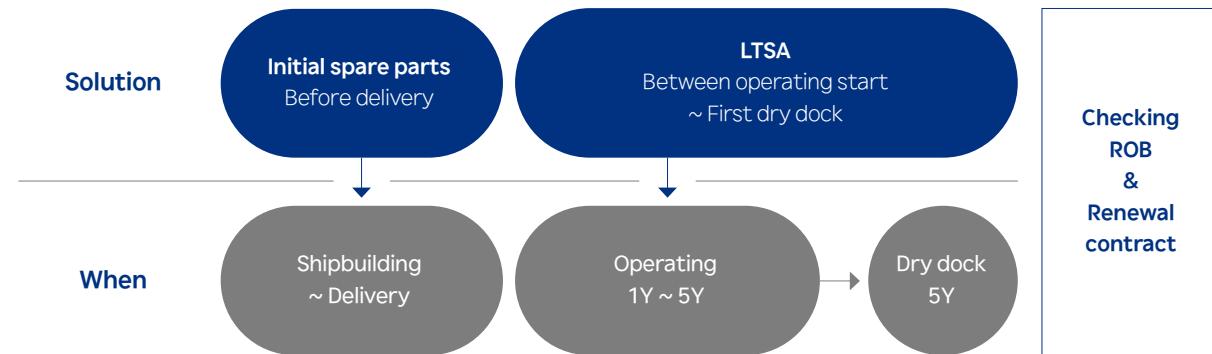 Solution
Initial spare parts
Before delivery
LTSA
Between operating start
~ First dry dock
When
Shipbuilding
~ Delivery
Operating
1Y ~ 5Y
Dry dock
5Y
Checking
ROB
&
Renewal
contract